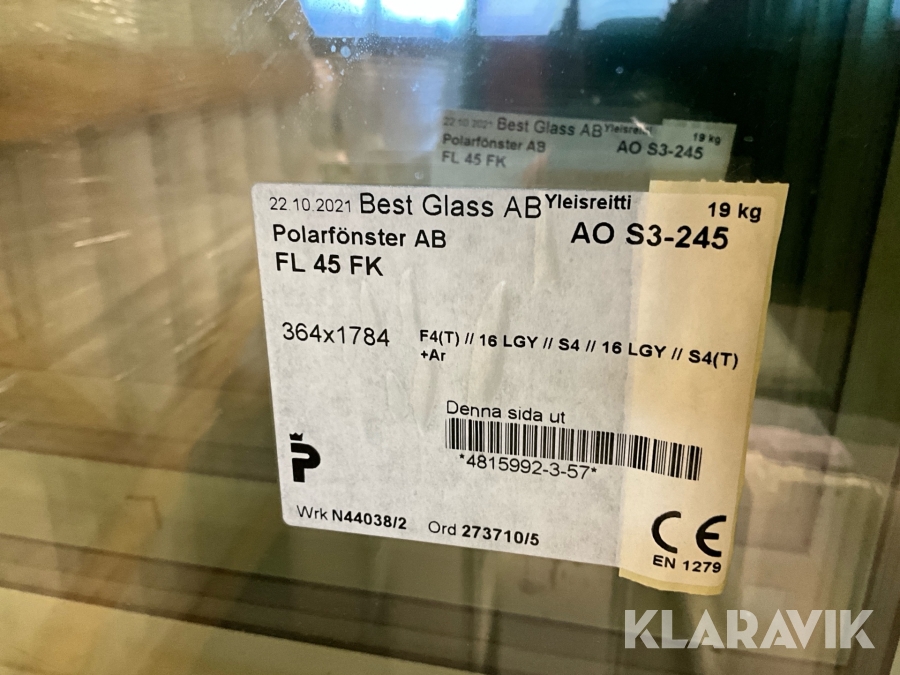 22.10.2021 Best Glass AB Yleisreitti 19 kg
Polarfönster AB AO S3-245
FL 45 FK
22.10.2021 Best Glass AB Yleisreitti 19 kg
Polarfönster AB AO S3-245
FL 45 FK
364x1784 F4(T) // 16 LGY // S4 // 16 LGY // S4(T)
+Ar
Denna sida ut
*4815992-3-57*
P
Wrk N44038/2 Ord 273710/5
CE
EN 1279
KLARAVIK